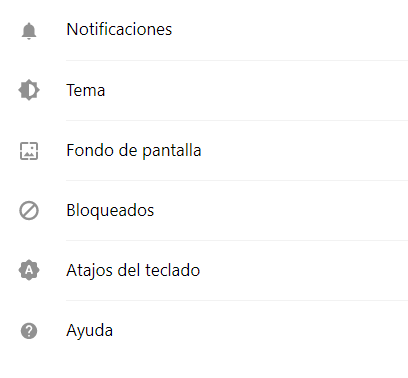 Notificaciones
Tema
Fondo de pantalla
Bloqueados
Atajos del teclado
Ayuda